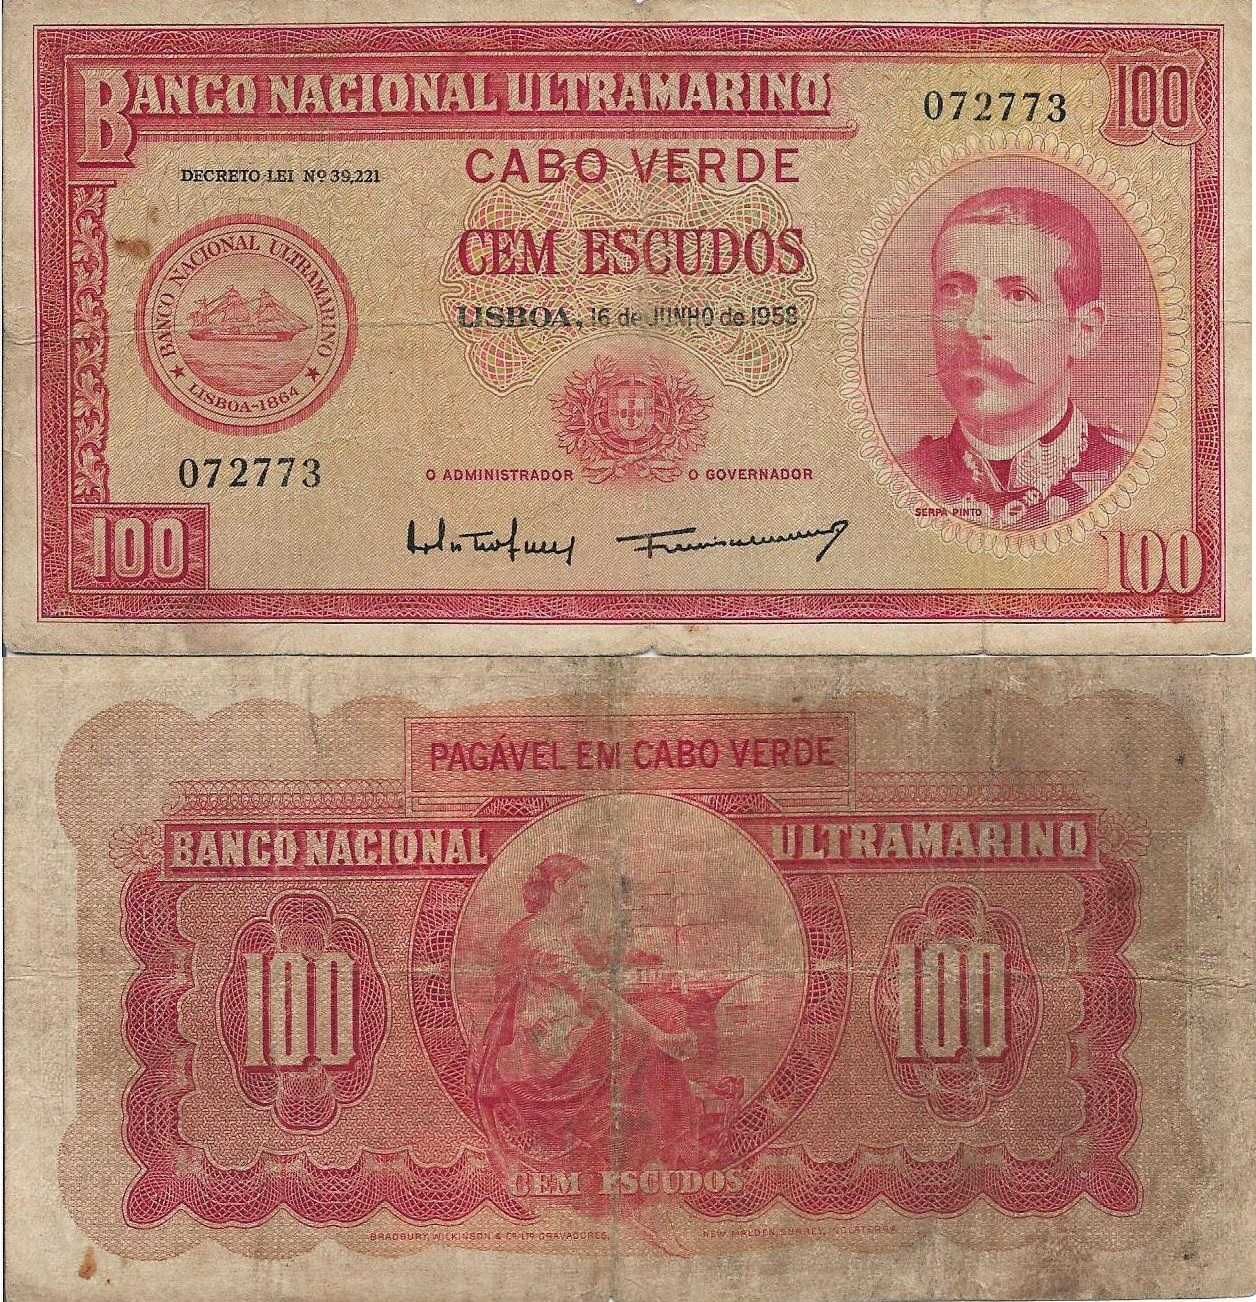 BANCO NACIONAL ULTRAMARINO
072773
100
CABO VERDE
DECRETO LEI Nº 39,221
CEM ESCUDOS
BANCO NACIONAL ULTRAMARINO
LISBOA-1864
LISBOA, 16 de JUNHO de 1958.
072773
O ADMINISTRADOR
O GOVERNADOR
SERPA PINTO
100
100
PAGÁVEL EM CABO VERDE
BANCO NACIONAL ULTRAMARINO
100
100
CEM ESCUDOS
BRADBURY, WILKINSON & Cº Lᵀᴰ GRAVADORES,
NEW MALDEN, SURREY, INGLATERRA